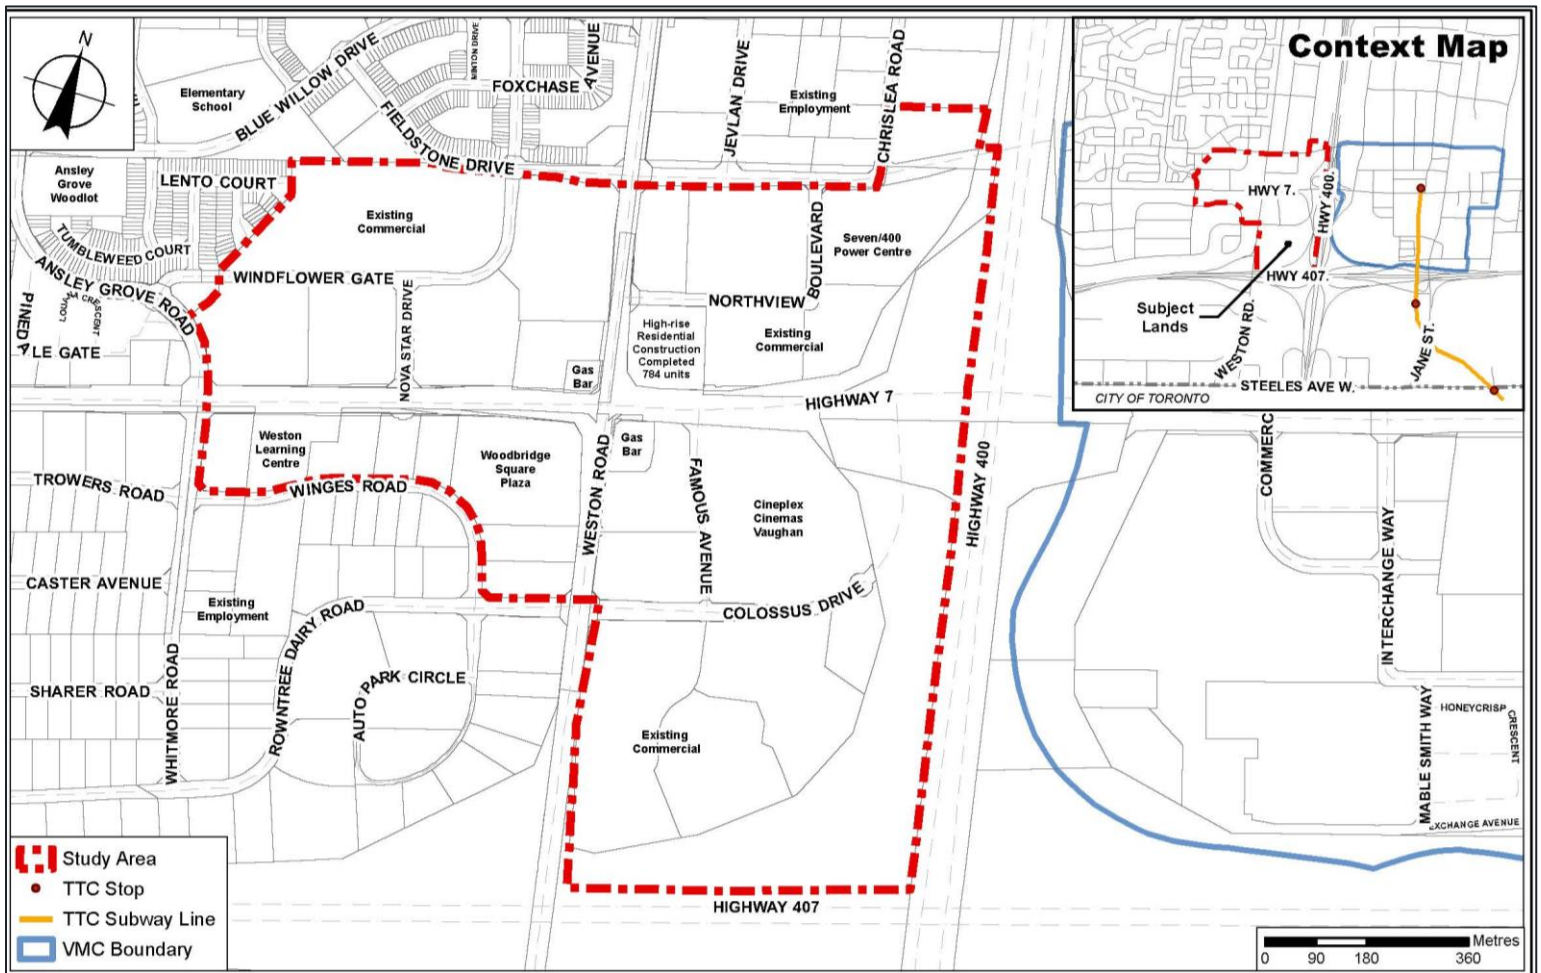 N
Elementary
School
BLUE WILLOW DRIVE
FIELDSTONE DRIVE
FOXCHASE
AVENUE
JEVLAN DRIVE
Existing
Employment
CHRISLEA ROAD
Ansley
Grove
Woodlot
LENTO COURT
TUMBLEWEED COURT
ANSLEY GROVE ROAD
Existing
Commercial
WINDFLOWER GATE
NOVA STAR DRIVE
BOULEVARD
NORTHVIEW
Seven/400
Power Centre
High-rise
Residential
Construction
Completed
784 units
Existing
Commercial
PINEDA
LE GATE
CRESCENT
Gas
Bar
HIGHWAY 7
Weston
Learning
Centre
Woodbridge
Square
Plaza
Gas
Bar
WESTON ROAD
FAMOUS AVENUE
Cineplex
Cinemas
Vaughan
HIGHWAY 400
TROWERS ROAD
WINGES ROAD
CASTER AVENUE
Existing
Employment
ROWNTREE DAIRY ROAD
COLOSSUS DRIVE
SHARER ROAD
WHITMORE ROAD
AUTO PARK CIRCLE
Existing
Commercial
HIGHWAY 407
COMMERC
INTERCHANGE WAY
MABLE SMITH WAY
HONEYCRISP
CRESCENT
EXCHANGE AVENUE
Context Map
HWY 7.
HWY 400.
HWY 407.
Subject
Lands
WESTON RD.
JANE ST.
STEELES AVE W.
CITY OF TORONTO
Study Area
TTC Stop
TTC Subway Line
VMC Boundary
Metres
0 90 180 360